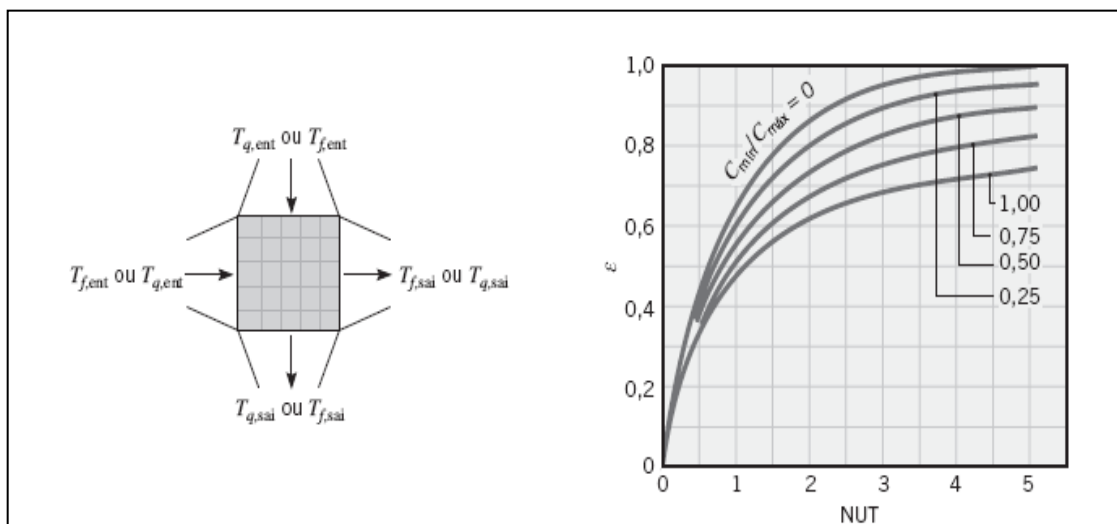 T_q,ent ou T_f,ent
T_f,ent ou T_q,ent
T_f,sai ou T_q,sai
T_q,sai ou T_f,sai
1,0
0,8
0,6
0,4
0,2
0
ε
C_mín/C_máx = 0
1,00
0,75
0,50
0,25
0 1 2 3 4 5
NUT